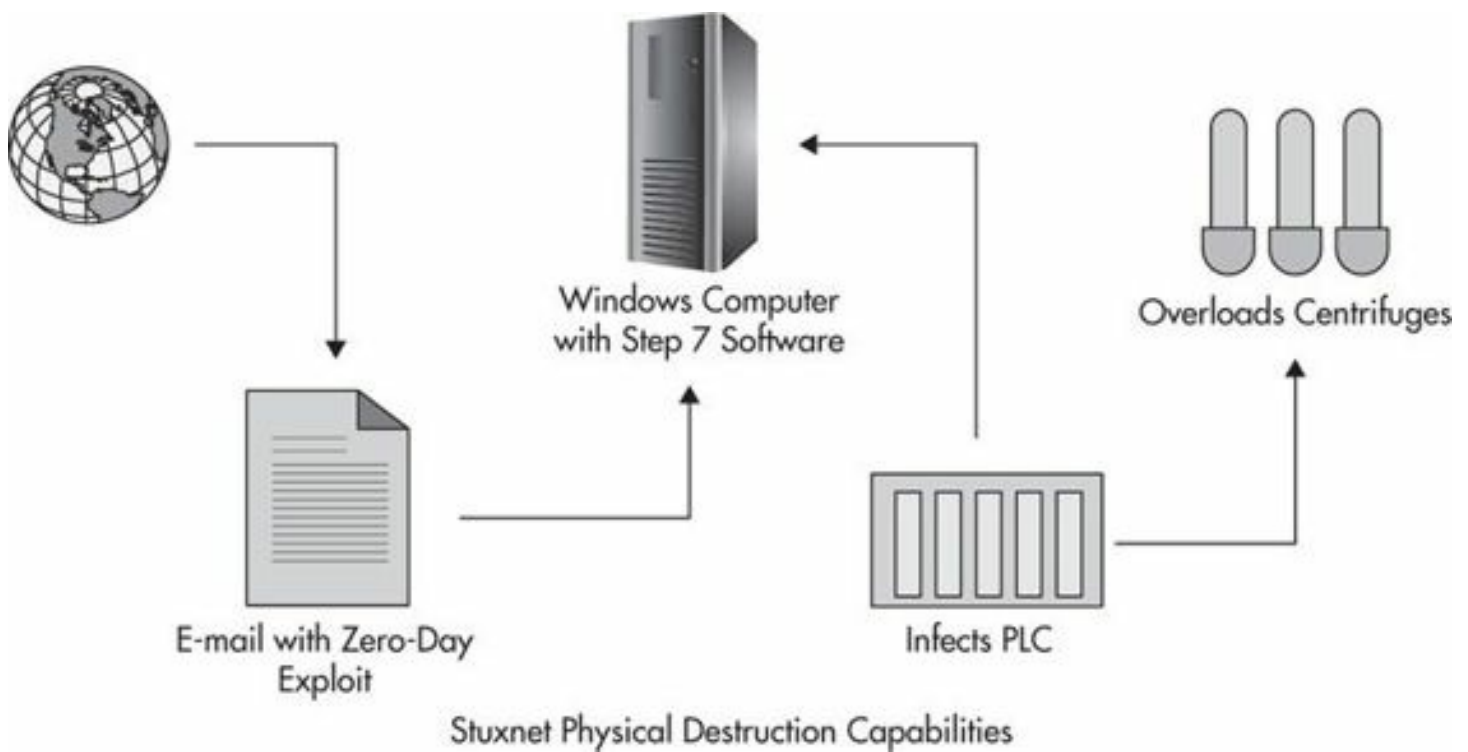 Windows Computer
with Step 7 Software
Overloads Centrifuges
E-mail with Zero-Day
Exploit
Infects PLC
Stuxnet Physical Destruction Capabilities